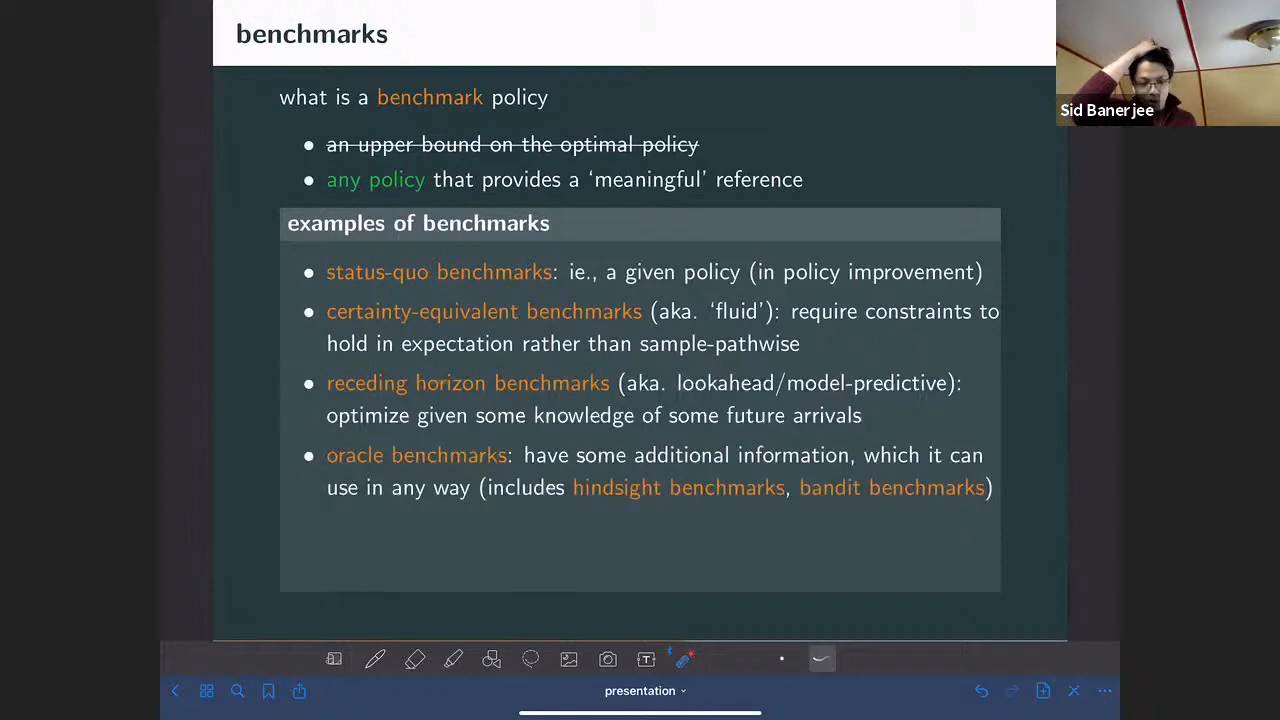 benchmarks
Sid Banerjee
what is a benchmark policy
• an upper bound on the optimal policy
• any policy that provides a ‘meaningful’ reference
examples of benchmarks
• status-quo benchmarks: ie., a given policy (in policy improvement)
• certainty-equivalent benchmarks (aka. ‘fluid’): require constraints to
hold in expectation rather than sample-pathwise
• receding horizon benchmarks (aka. lookahead/model-predictive):
optimize given some knowledge of some future arrivals
• oracle benchmarks: have some additional information, which it can
use in any way (includes hindsight benchmarks, bandit benchmarks)
presentation